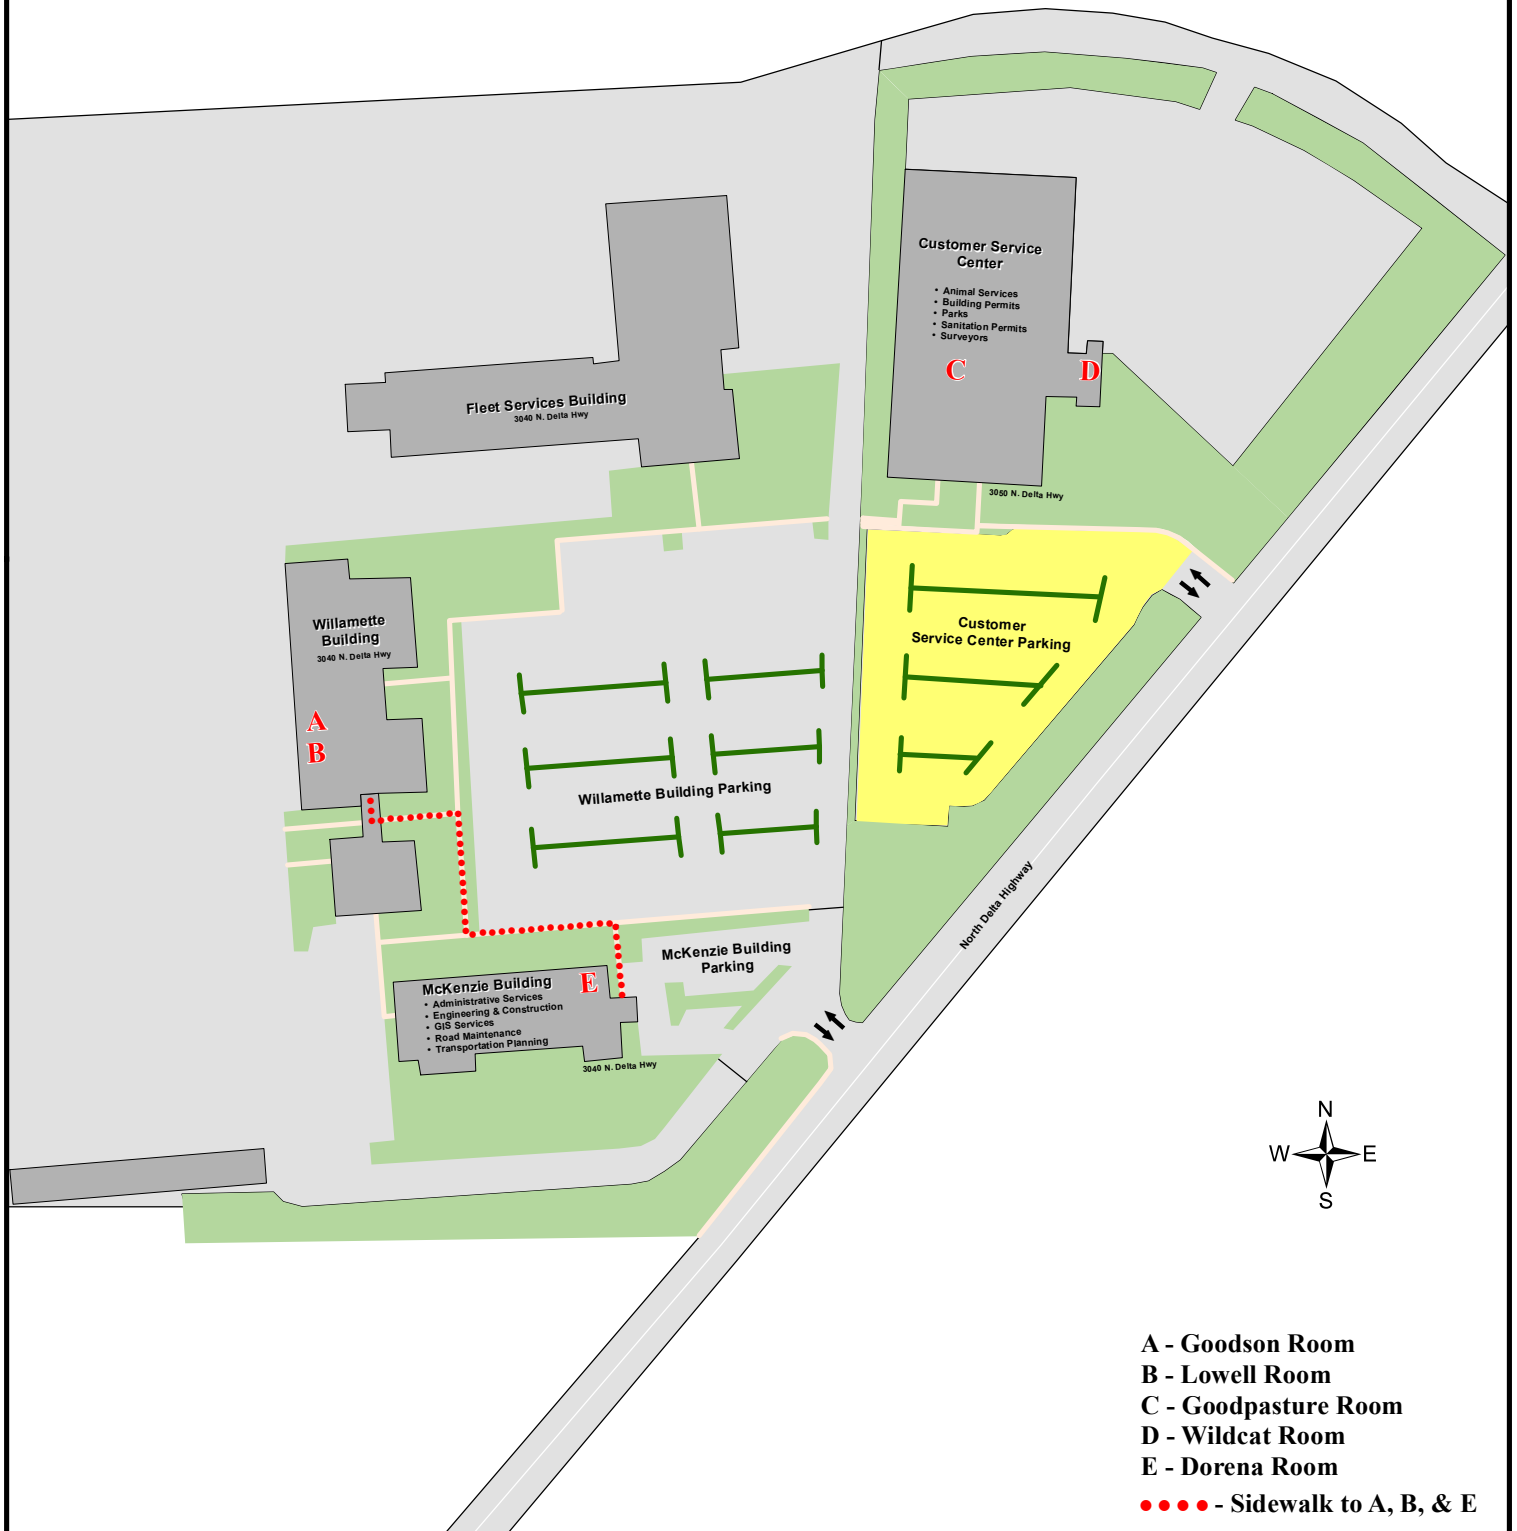 Customer Service
Center
• Animal Services
• Building Permits
• Parks
• Sanitation Permits
• Surveyors
C
D
3050 N. Delta Hwy
Fleet Services Building
3040 N. Delta Hwy
Willamette
Building
3040 N. Delta Hwy
A
B
Customer
Service Center Parking
Willamette Building Parking
North Delta Highway
McKenzie Building
Parking
McKenzie Building
• Administrative Services
• Engineering & Construction
• GIS Services
• Road Maintenance
• Transportation Planning
E
3040 N. Delta Hwy
N
W E
S
A - Goodson Room
B - Lowell Room
C - Goodpasture Room
D - Wildcat Room
E - Dorena Room
- Sidewalk to A, B, & E